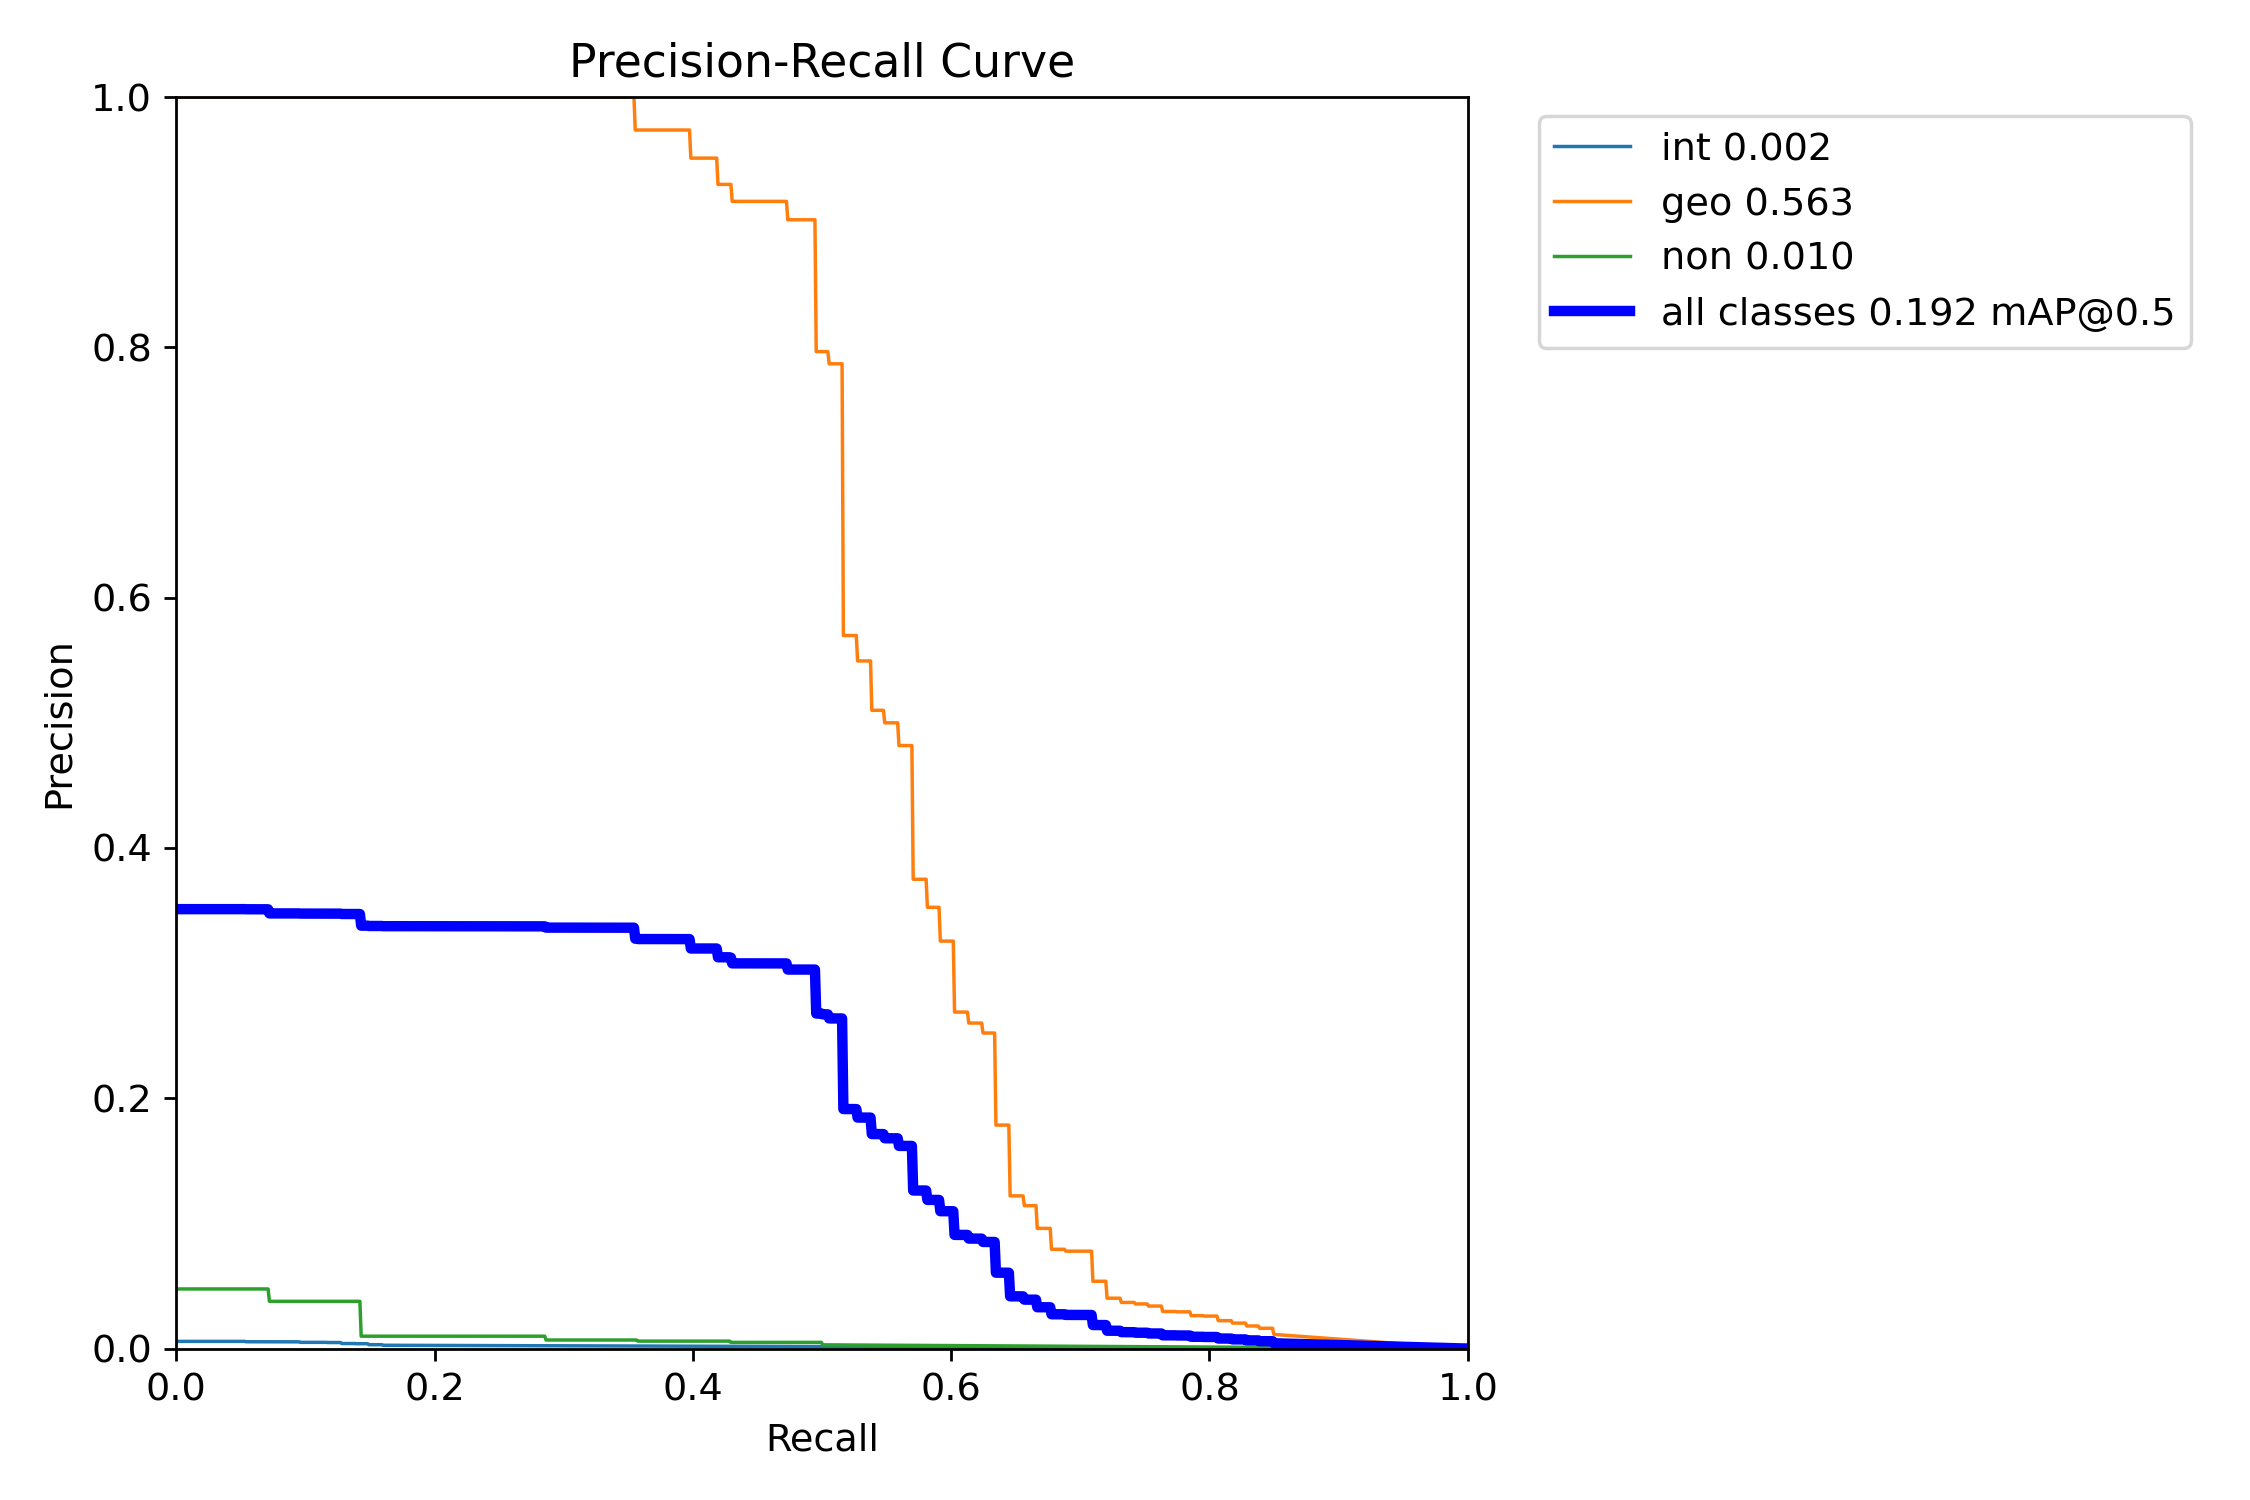 Precision-Recall Curve
1.0
0.8
0.6
0.4
0.2
0.0
Precision
0.0 0.2 0.4 0.6 0.8 1.0
Recall
int 0.002
geo 0.563
non 0.010
all classes 0.192 mAP@0.5